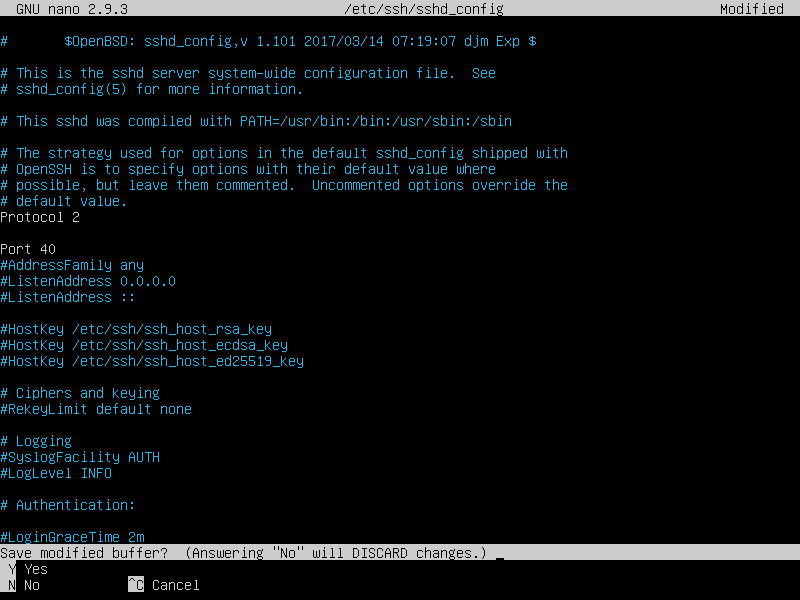 GNU nano 2.9.3 /etc/ssh/sshd_config Modified
# $OpenBSD: sshd_config,v 1.101 2017/03/14 07:19:07 djm Exp $
# This is the sshd server system-wide configuration file.  See
# sshd_config(5) for more information.
# This sshd was compiled with PATH=/usr/bin:/bin:/usr/sbin:/sbin
# The strategy used for options in the default sshd_config shipped with
# OpenSSH is to specify options with their default value where
# possible, but leave them commented.  Uncommented options override the
# default value.
Protocol 2
Port 40
#AddressFamily any
#ListenAddress 0.0.0.0
#ListenAddress ::
#HostKey /etc/ssh/ssh_host_rsa_key
#HostKey /etc/ssh/ssh_host_ecdsa_key
#HostKey /etc/ssh/ssh_host_ed25519_key
# Ciphers and keying
#RekeyLimit default none
# Logging
#SyslogFacility AUTH
#LogLevel INFO
# Authentication:
#LoginGraceTime 2m
Save modified buffer?  (Answering "No" will DISCARD changes.) _
Y Yes
N No ^C Cancel